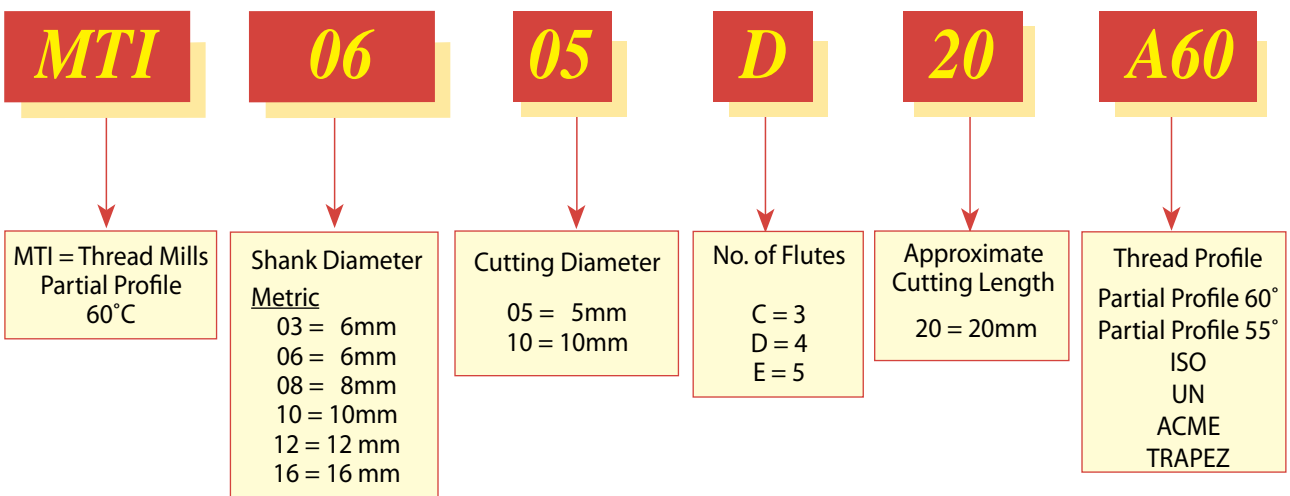 MTI 06 05 D 20 A60
MTI = Thread Mills
Partial Profile
60˚C
Shank Diameter
Metric
03 = 6mm
06 = 6mm
08 = 8mm
10 = 10mm
12 = 12 mm
16 = 16 mm
Cutting Diameter
05 = 5mm
10 = 10mm
No. of Flutes
C = 3
D = 4
E = 5
Approximate
Cutting Length
20 = 20mm
Thread Profile
Partial Profile 60˚
Partial Profile 55˚
ISO
UN
ACME
TRAPEZ